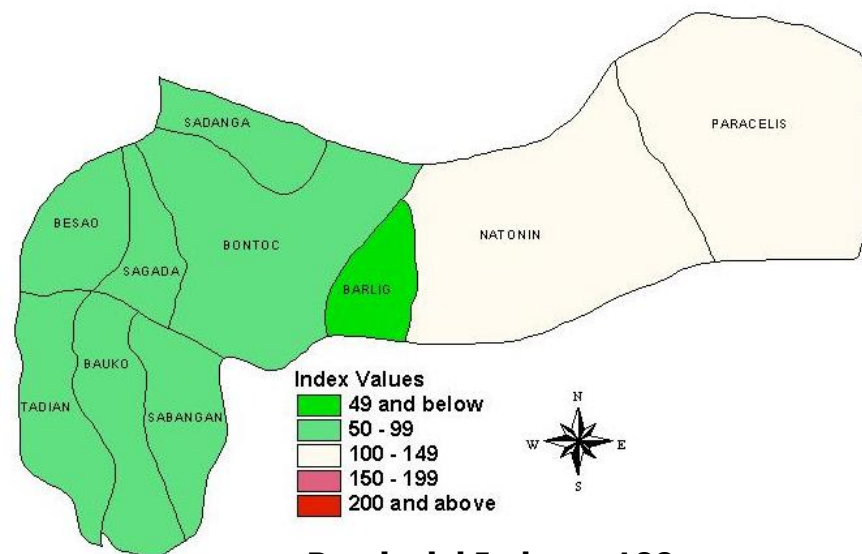 SADANGA
PARACELIS
BESAO
BONTOC
NATONIN
SAGADA
BARLIG
BAUKO
TADIAN
SABANGAN
Index Values
49 and below
50 - 99
100 - 149
150 - 199
200 and above
N
W E
S